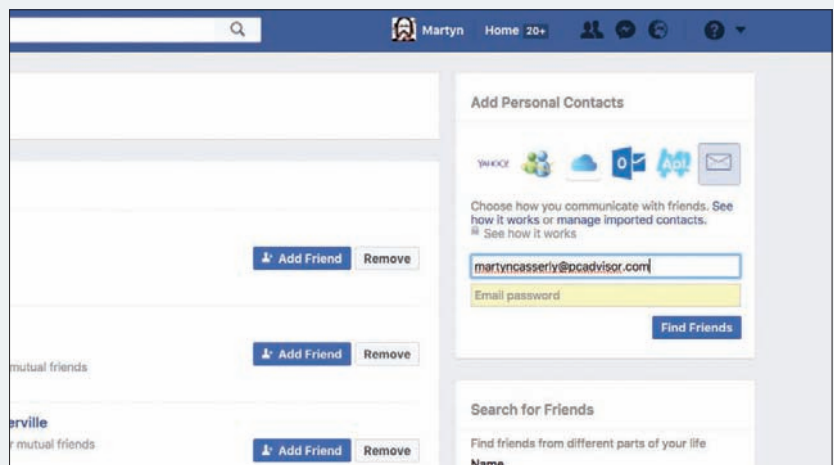 Martyn Home 20+
Add Friend Remove
mutual friends
Add Friend Remove
erville
r mutual friends
Add Friend Remove
Add Personal Contacts
YAHOO! Aol.
Choose how you communicate with friends. See
how it works or manage imported contacts.
See how it works
martyncasserly@pcadvisor.com
Email password
Find Friends
Search for Friends
Find friends from different parts of your life
Name